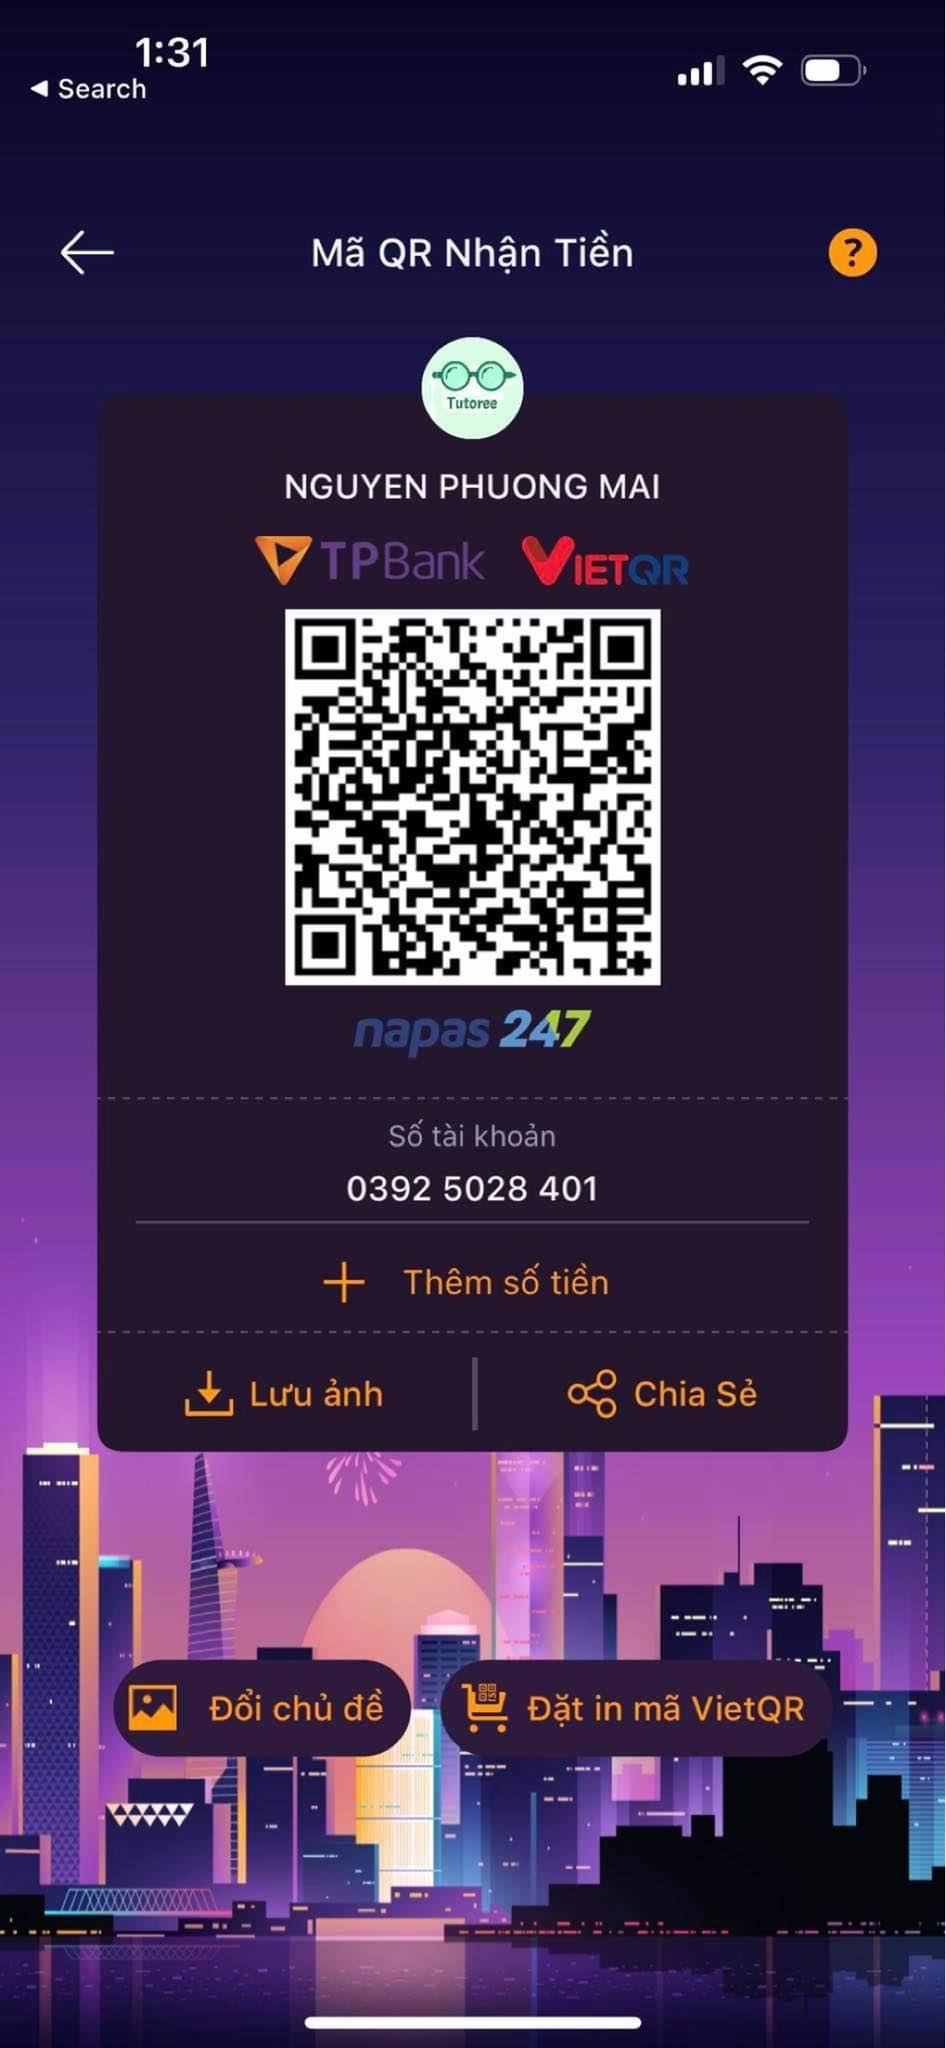 1:31
Search
Mã QR Nhận Tiền
?
Tutoree
NGUYEN PHUONG MAI
TPBank VIETQR
napas 247
Số tài khoản
0392 5028 401
Thêm số tiền
Lưu ảnh
Chia Sẻ
Đổi chủ đề
Đặt in mã VietQR